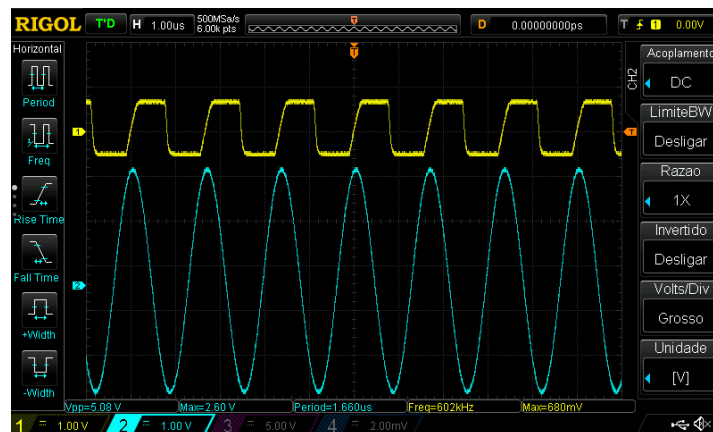 RIGOL T'D H 1.00us 500MSa/s 6.00k pts D 0.00000000ps T 1 0.00V
Horizontal
Period
Freq
Rise Time
Fall Time
+Width
-Width
T
1
2
T
CH2
Acoplamento
DC
LimiteBW
Desligar
Razao
1X
Invertido
Desligar
Volts/Div
Grosso
Unidade
[V]
Vpp=5.08 V Max=2.60 V Period=1.660us Freq=602kHz Max=680mV
1 = 1.00 V 2 = 1.00 V 3 = 5.00 V 4 = 2.00mV